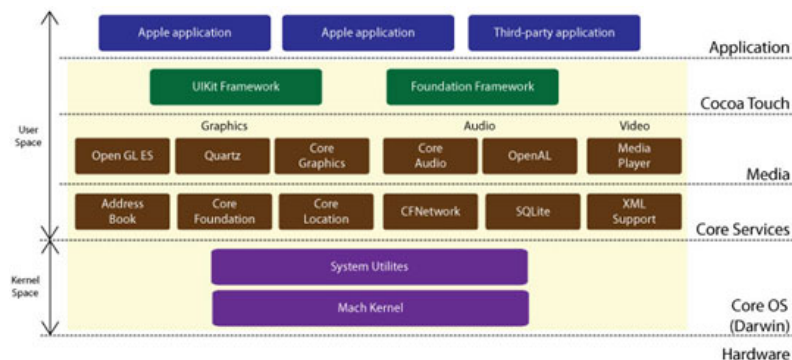 Apple application
Apple application
Third-party application
Application
UIKit Framework
Foundation Framework
Cocoa Touch
User
Space
Graphics
Audio
Video
Open GL ES
Quartz
Core
Graphics
Core
Audio
OpenAL
Media
Player
Media
Address
Book
Core
Foundation
Core
Location
CFNetwork
SQLite
XML
Support
Core Services
Kernel
Space
System Utilites
Mach Kernel
Core OS
(Darwin)
Hardware